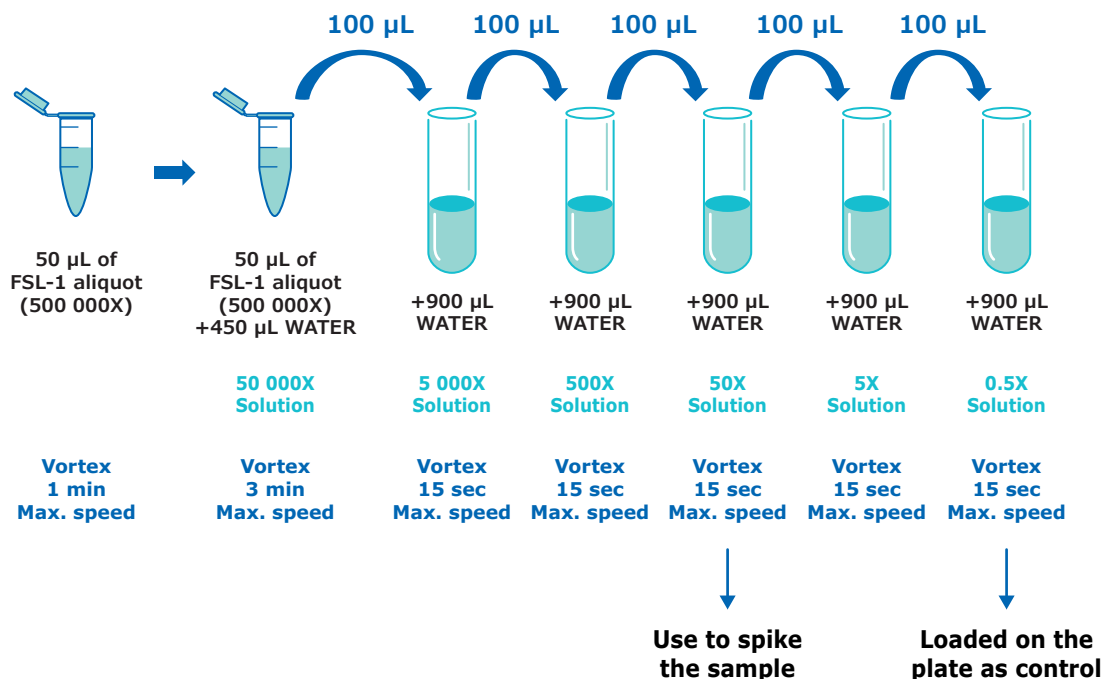 100 µL
100 µL
100 µL
100 µL
100 µL
50 µL of
FSL-1 aliquot
(500 000X)
50 µL of
FSL-1 aliquot
(500 000X)
+450 µL WATER
+900 µL
WATER
+900 µL
WATER
+900 µL
WATER
+900 µL
WATER
+900 µL
WATER
50 000X
Solution
5 000X
Solution
500X
Solution
50X
Solution
5X
Solution
0.5X
Solution
Vortex
1 min
Max. speed
Vortex
3 min
Max. speed
Vortex
15 sec
Max. speed
Vortex
15 sec
Max. speed
Vortex
15 sec
Max. speed
Vortex
15 sec
Max. speed
Vortex
15 sec
Max. speed
Use to spike
the sample
Loaded on the
plate as control